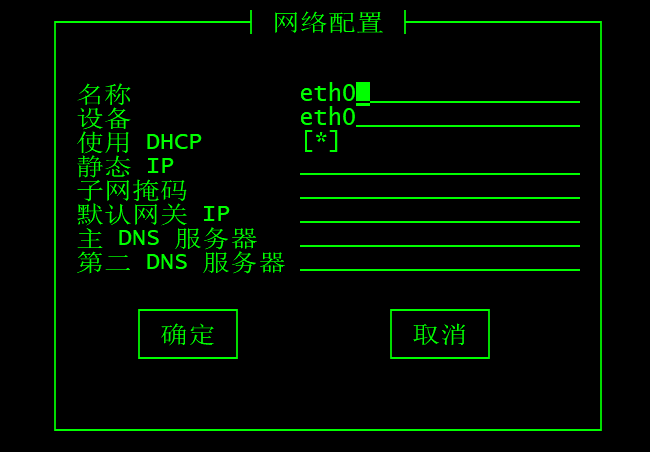 网络配置
名称 eth0
设备 eth0
使用 DHCP [*]
静态 IP
子网掩码
默认网关 IP
主 DNS 服务器
第二 DNS 服务器
确定 取消